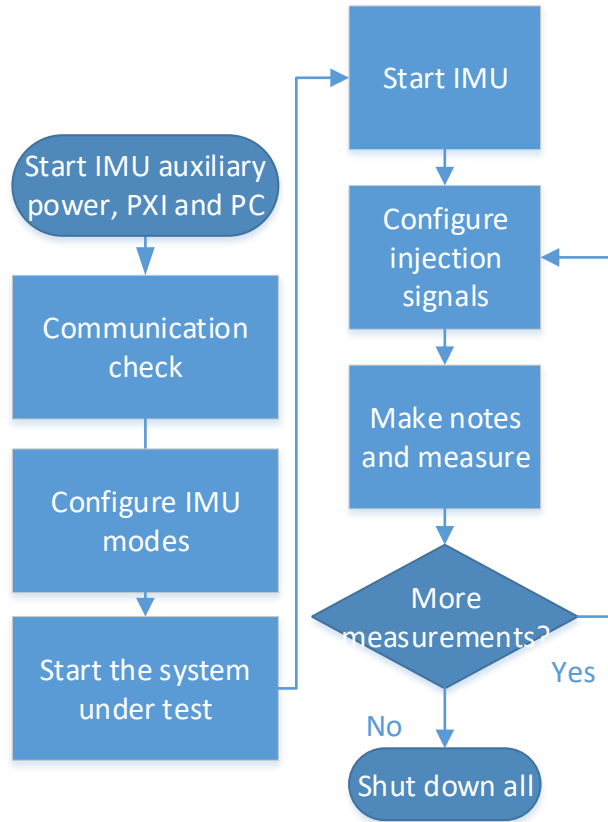 Start IMU auxiliary
power, PXI and PC
Communication
check
Configure IMU
modes
Start the system
under test
Start IMU
Configure
injection
signals
Make notes
and measure
More
measurements?
Yes
No
Shut down all